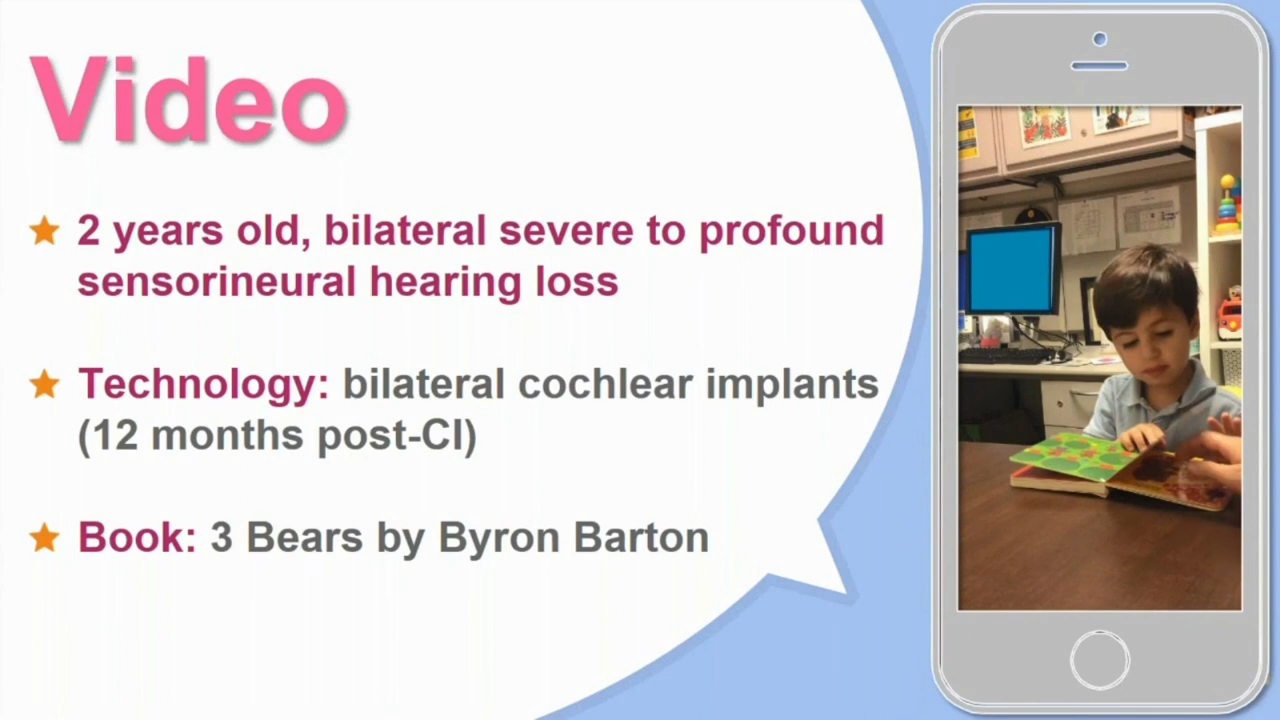 Video
2 years old, bilateral severe to profound
sensorineural hearing loss
Technology: bilateral cochlear implants
(12 months post-CI)
Book: 3 Bears by Byron Barton